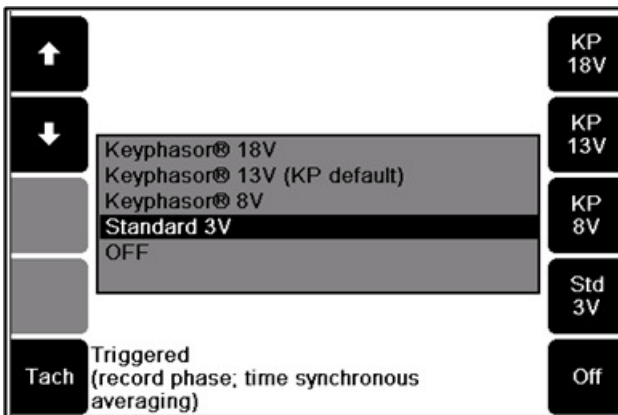 KP
18V
KP
13V
Keyphasor® 18V
Keyphasor® 13V (KP default)
Keyphasor® 8V
Standard 3V
OFF
KP
8V
Std
3V
Tach
Triggered
(record phase; time synchronous
averaging)
Off